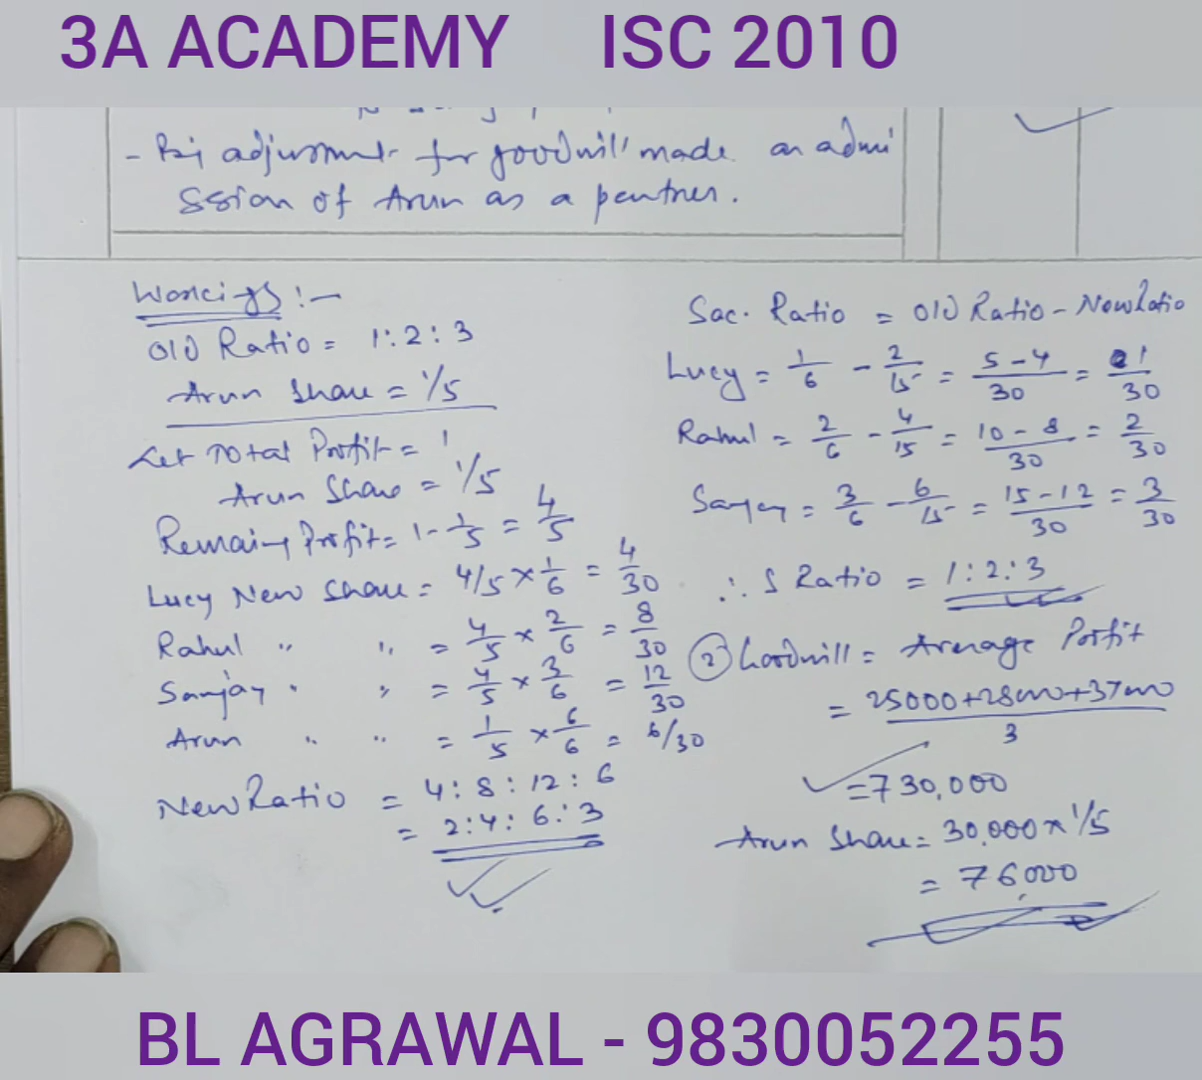 3A ACADEMY ISC 2010
- Being adjustment for goodwill made on admi
ssion of Arun as a partner.
Workings :-
Old Ratio = 1:2:3
Arun Share = 1/5
Let Total Profit = 1
Arun Share = 1/5
Remaing Profit = 1 - 1/5 = 4/5
Lucy New Share = 4/5 × 1/6 = 4/30
Rahul " " = 4/5 × 2/6 = 8/30
Sanjay " " = 4/5 × 3/6 = 12/30
Arun " " = 1/5 × 6/6 = 6/30
New Ratio = 4:8:12:6
= 2:4:6:3
Sac. Ratio = Old Ratio - New Ratio
Lucy = 1/6 - 2/15 = 5-4/30 = 1/30
Rahul = 2/6 - 4/15 = 10-8/30 = 2/30
Sanjay = 3/6 - 6/15 = 15-12/30 = 3/30
∴ S Ratio = 1:2:3
② Goodwill = Average Profit
= 25000+28000+37000/3
= ₹30,000
Arun Share = 30,000 × 1/5
= ₹6,000
BL AGRAWAL - 9830052255